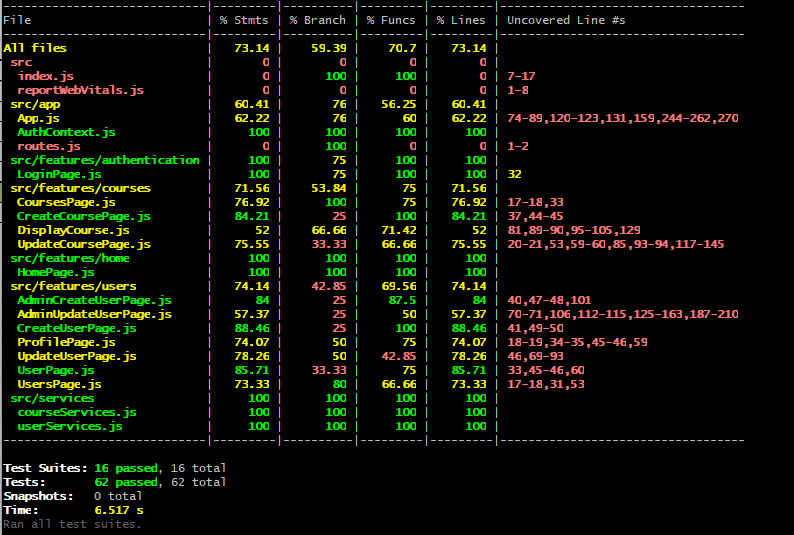 ---------------------------|---------|----------|---------|---------|--------------------------------
File                       | % Stmts | % Branch | % Funcs | % Lines | Uncovered Line #s
---------------------------|---------|----------|---------|---------|--------------------------------
All files                  |   73.14 |    59.39 |    70.7 |   73.14 |
 src                       |       0 |        0 |       0 |       0 |
  index.js                 |       0 |      100 |     100 |       0 | 7-17
  reportWebVitals.js       |       0 |        0 |       0 |       0 | 1-8
 src/app                   |   60.41 |       76 |   56.25 |   60.41 |
  App.js                   |   62.22 |       76 |      60 |   62.22 | 74-89,120-123,131,159,244-262,270
  AuthContext.js           |     100 |      100 |     100 |     100 |
  routes.js                |       0 |      100 |     100 |       0 | 1-2
 src/features/authentication |     100 |       75 |     100 |     100 |
  LoginPage.js             |     100 |       75 |     100 |     100 | 32
 src/features/courses      |   71.56 |    53.84 |      75 |   71.56 |
  CoursesPage.js           |   76.92 |      100 |      75 |   76.92 | 17-18,33
  CreateCoursePage.js      |   84.21 |       25 |     100 |   84.21 | 37,44-45
  DisplayCourse.js         |      52 |    66.66 |   71.42 |      52 | 81,89-90,95-105,129
  UpdateCoursePage.js      |   75.55 |    33.33 |   66.66 |   75.55 | 20-21,53,59-60,85,93-94,117-145
 src/features/home         |     100 |      100 |     100 |     100 |
  HomePage.js              |     100 |      100 |     100 |     100 |
 src/features/users        |   74.14 |    42.85 |   69.56 |   74.14 |
  AdminCreateUserPage.js   |      84 |       25 |    87.5 |      84 | 40,47-48,101
  AdminUpdateUserPage.js   |   57.37 |       25 |      50 |   57.37 | 70-71,106,112-115,125-163,187-210
  CreateUserPage.js        |   88.46 |       25 |     100 |   88.46 | 41,49-50
  ProfilePage.js           |   74.07 |       50 |      75 |   74.07 | 18-19,34-35,45-46,59
  UpdateUserPage.js        |   78.26 |       50 |   42.85 |   78.26 | 46,69-93
  UserPage.js              |   85.71 |    33.33 |      75 |   85.71 | 33,45-46,60
  UsersPage.js             |   73.33 |       80 |   66.66 |   73.33 | 17-18,31,53
 src/services              |     100 |      100 |     100 |     100 |
  courseServices.js        |     100 |      100 |     100 |     100 |
  userServices.js          |     100 |      100 |     100 |     100 |
---------------------------|---------|----------|---------|---------|--------------------------------
Test Suites: 16 passed, 16 total
Tests:       62 passed, 62 total
Snapshots:   0 total
Time:        6.517 s
Ran all test suites.